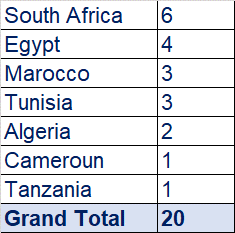 South Africa 6
Egypt 4
Marocco 3
Tunisia 3
Algeria 2
Cameroun 1
Tanzania 1
Grand Total 20